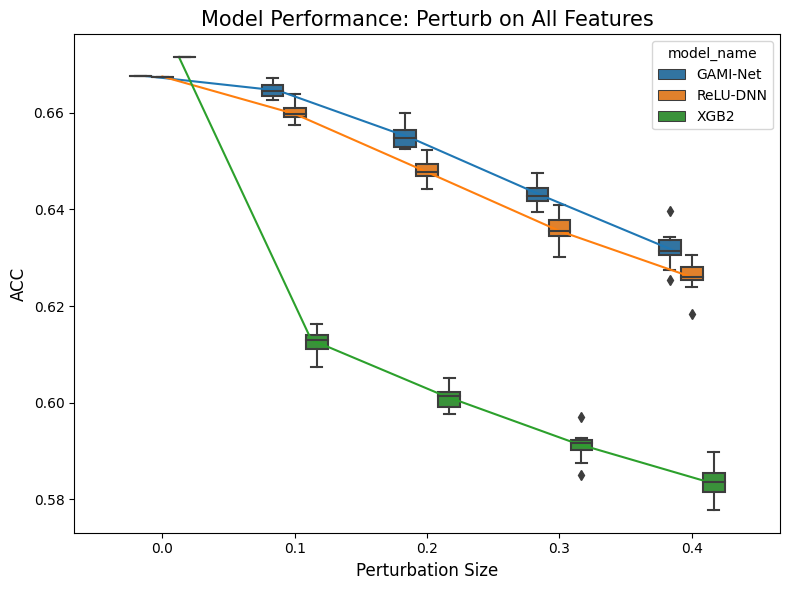 Model Performance: Perturb on All Features
model_name
GAMI-Net
ReLU-DNN
XGB2
ACC
0.66
0.64
0.62
0.60
0.58
0.0
0.1
0.2
0.3
0.4
Perturbation Size